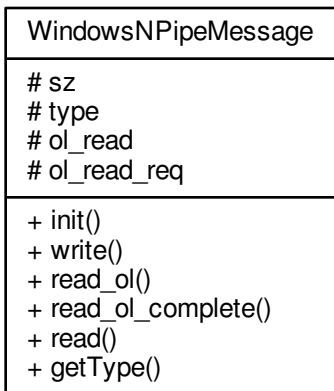 WindowsNPipeMessage
# sz
# type
# ol_read
# ol_read_req
+ init()
+ write()
+ read_ol()
+ read_ol_complete()
+ read()
+ getType()